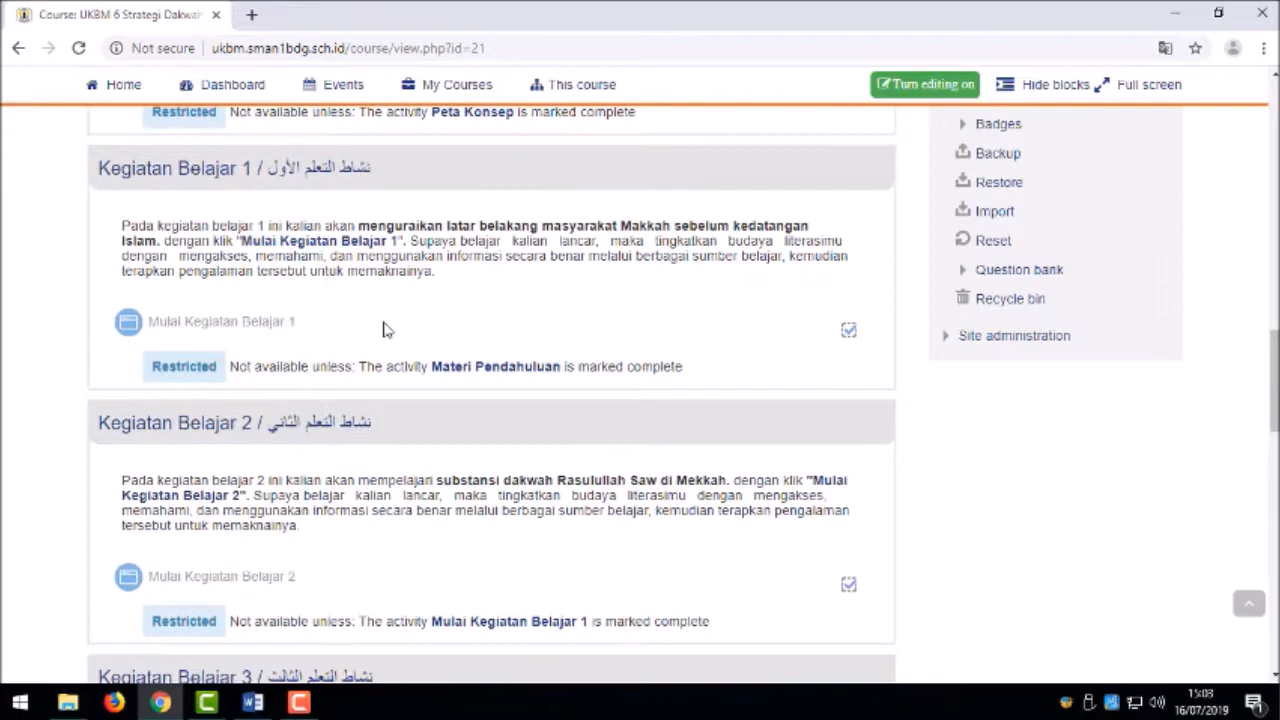 Course: UKBM 6 Strategi Dakwah
Not secure | ukbm.sman1bdg.sch.id/course/view.php?id=21
Home Dashboard Events My Courses This course Turn editing on Hide blocks Full screen
Restricted Not available unless: The activity Peta Konsep is marked complete
Kegiatan Belajar 1 / نشاط التعلم الأول
Pada kegiatan belajar 1 ini kalian akan menguraikan latar belakang masyarakat Makkah sebelum kedatangan
Islam. dengan klik "Mulai Kegiatan Belajar 1". Supaya belajar kalian lancar, maka tingkatkan budaya literasimu
dengan mengakses, memahami, dan menggunakan informasi secara benar melalui berbagai sumber belajar, kemudian
terapkan pengalaman tersebut untuk memaknainya.
Mulai Kegiatan Belajar 1
Restricted Not available unless: The activity Materi Pendahuluan is marked complete
Kegiatan Belajar 2 / نشاط التعلم الثاني
Pada kegiatan belajar 2 ini kalian akan mempelajari substansi dakwah Rasulullah Saw di Mekkah. dengan klik "Mulai
Kegiatan Belajar 2". Supaya belajar kalian lancar, maka tingkatkan budaya literasimu dengan mengakses,
memahami, dan menggunakan informasi secara benar melalui berbagai sumber belajar, kemudian terapkan pengalaman
tersebut untuk memaknainya.
Mulai Kegiatan Belajar 2
Restricted Not available unless: The activity Mulai Kegiatan Belajar 1 is marked complete
Kegiatan Belajar 3 / نشاط التعلم الثالث
Badges
Backup
Restore
Import
Reset
Question bank
Recycle bin
Site administration
15:03
16/07/2019